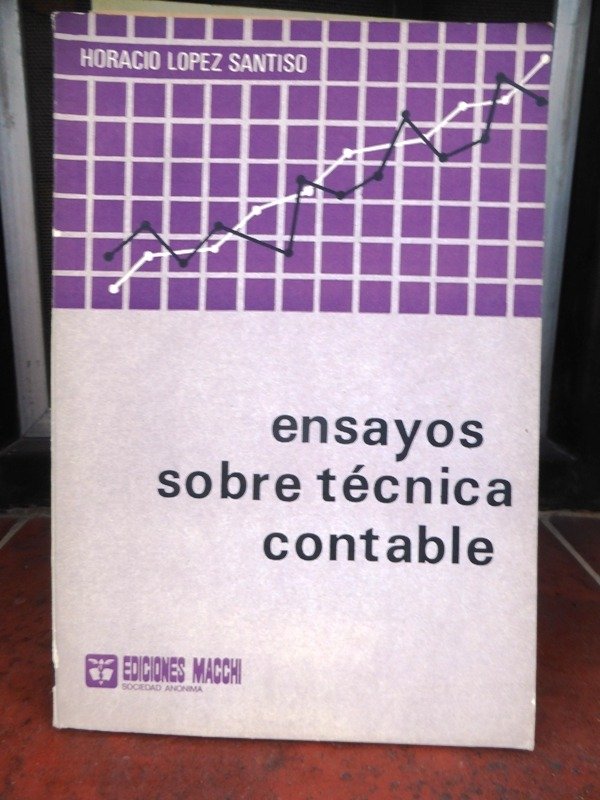 HORACIO LOPEZ SANTISO
ensayos
sobre técnica
contable
EDICIONES MACCHI
SOCIEDAD ANONIMA